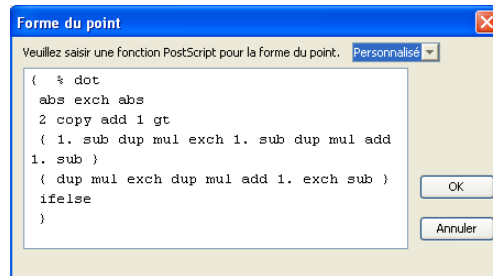 Forme du point
Veuillez saisir une fonction PostScript pour la forme du point. Personnalisé
{ % dot
abs exch abs
2 copy add 1 gt
{ 1. sub dup mul exch 1. sub dup mul add
1. sub }
{ dup mul exch dup mul add 1. exch sub }
ifelse
}
OK
Annuler